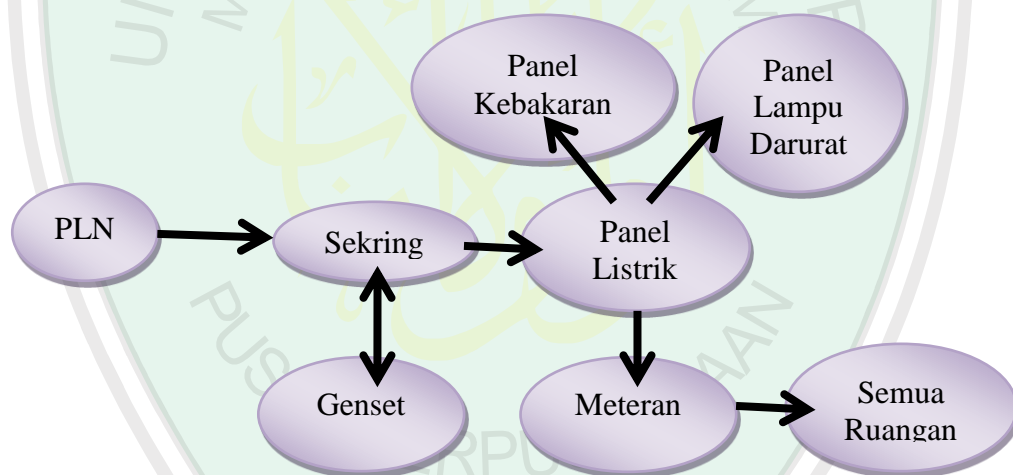 Panel
Kebakaran
Panel
Lampu
Darurat
PLN
Sekring
Panel
Listrik
Genset
Meteran
Semua
Ruangan